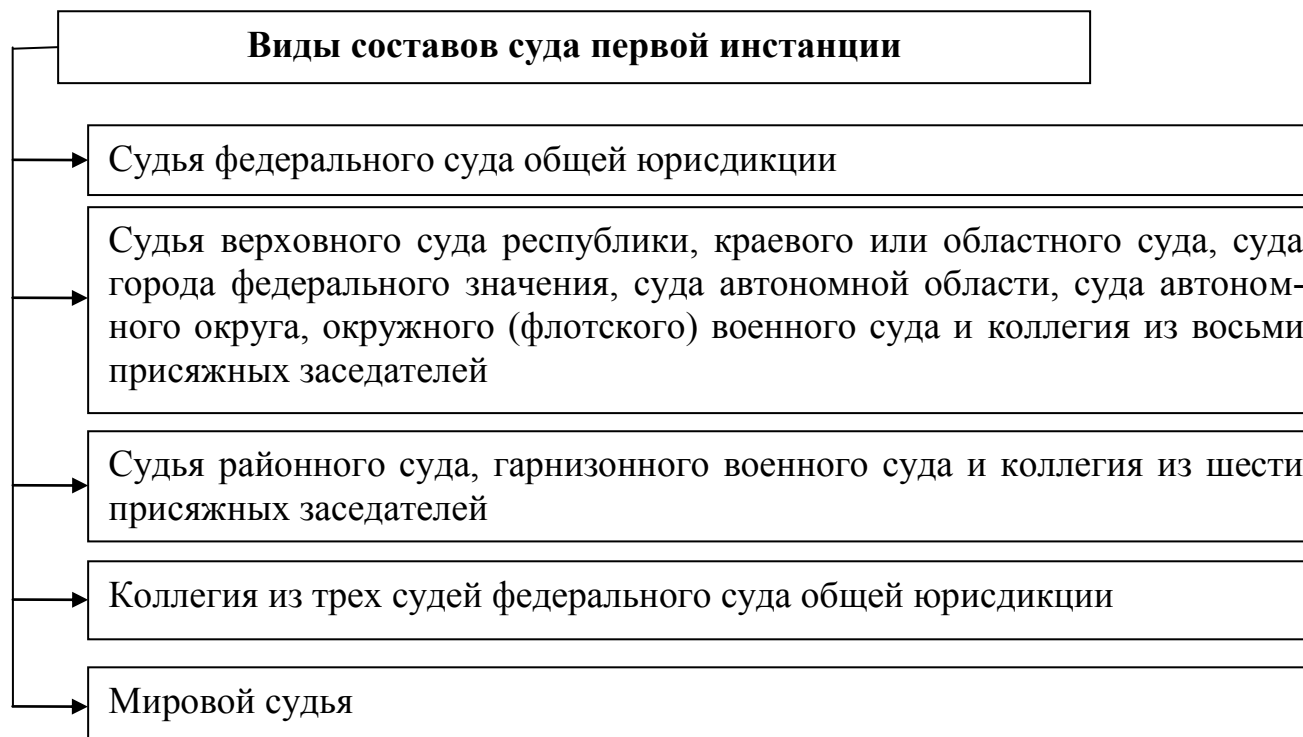 Виды составов суда первой инстанции
Судья федерального суда общей юрисдикции
Судья верховного суда республики, краевого или областного суда, суда
города федерального значения, суда автономной области, суда автоном-
ного округа, окружного (флотского) военного суда и коллегия из восьми
присяжных заседателей
Судья районного суда, гарнизонного военного суда и коллегия из шести
присяжных заседателей
Коллегия из трех судей федерального суда общей юрисдикции
Мировой судья